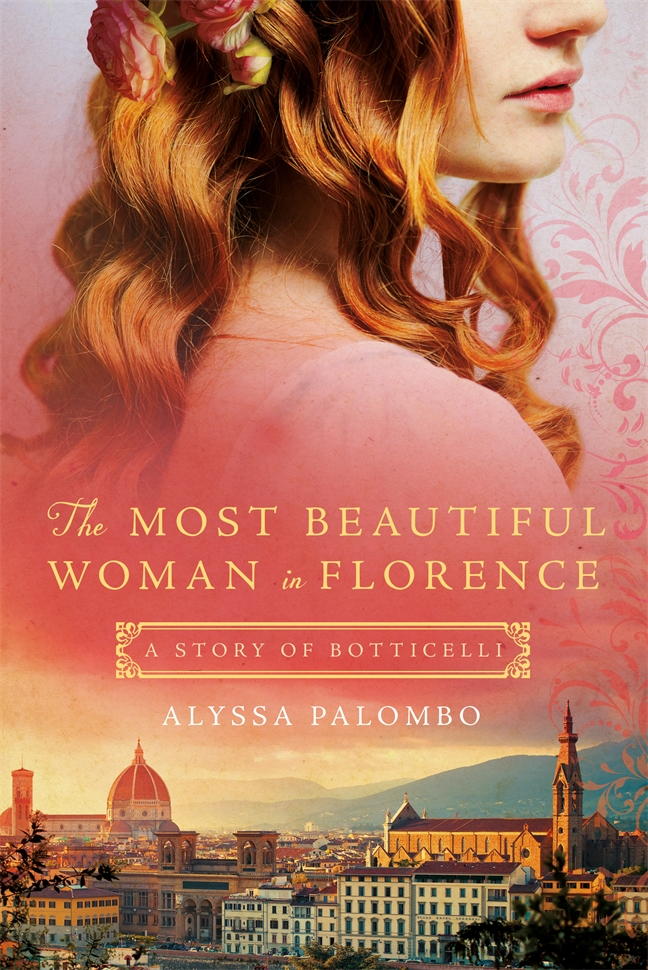 The MOST BEAUTIFUL
WOMAN in FLORENCE
A STORY OF BOTTICELLI
ALYSSA PALOMBO